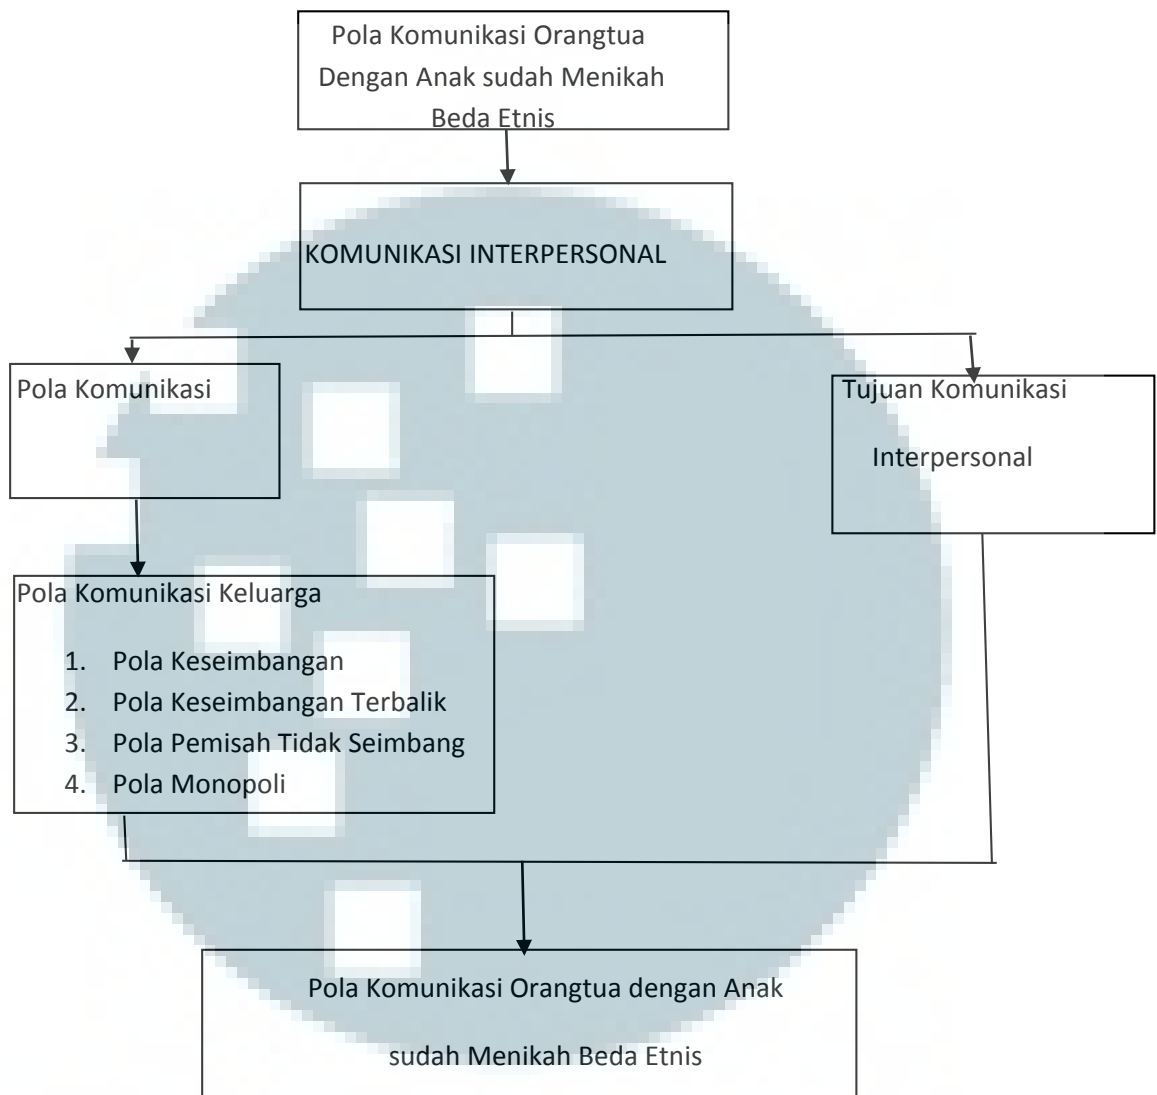 Pola Komunikasi Orangtua
Dengan Anak sudah Menikah
Beda Etnis
KOMUNIKASI INTERPERSONAL
Pola Komunikasi
Tujuan Komunikasi
Interpersonal
Pola Komunikasi Keluarga
1. Pola Keseimbangan
2. Pola Keseimbangan Terbalik
3. Pola Pemisah Tidak Seimbang
4. Pola Monopoli
Pola Komunikasi Orangtua dengan Anak
sudah Menikah Beda Etnis